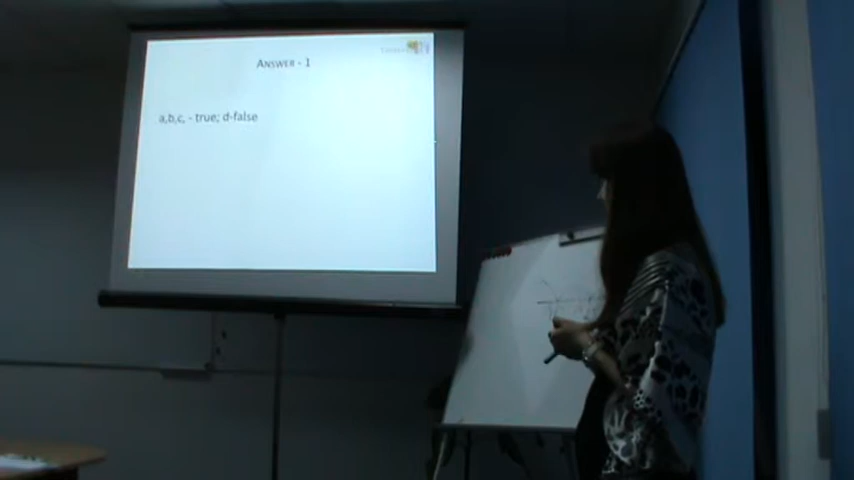 ANSWER - 1
a,b,c, - true; d-false